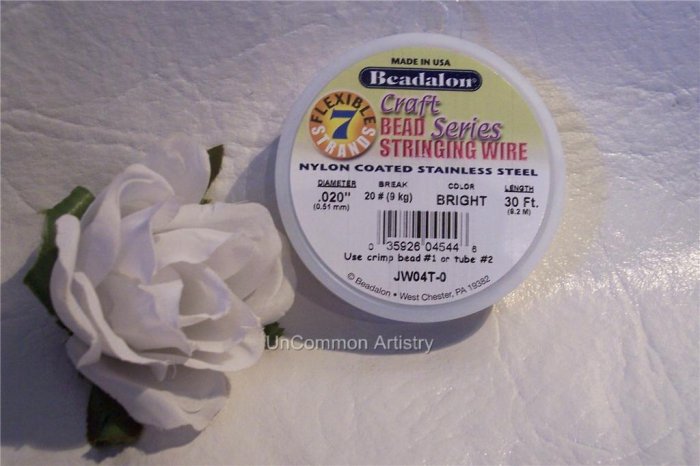 MADE IN USA
Beadalon®
FLEXIBLE
7
STRANDS
Craft
BEAD Series
STRINGING WIRE
NYLON COATED STAINLESS STEEL
DIAMETER BREAK COLOR LENGTH
.020" 20 # (9 kg) BRIGHT 30 Ft.
(0.51 mm) (9.2 M)
0 35926 04544 8
Use crimp bead #1 or tube #2
JW04T-0
© Beadalon • West Chester, PA 19382
UnCommon Artistry